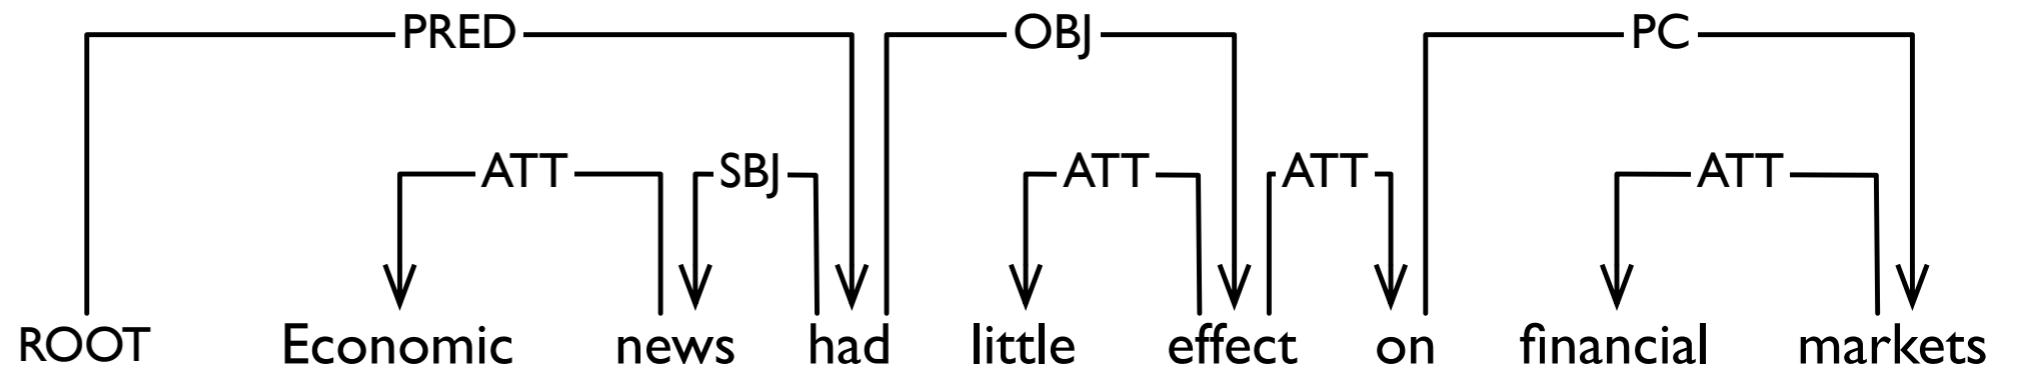 PRED OBJ PC
ATT SBJ ATT ATT ATT
ROOT Economic news had little effect on financial markets